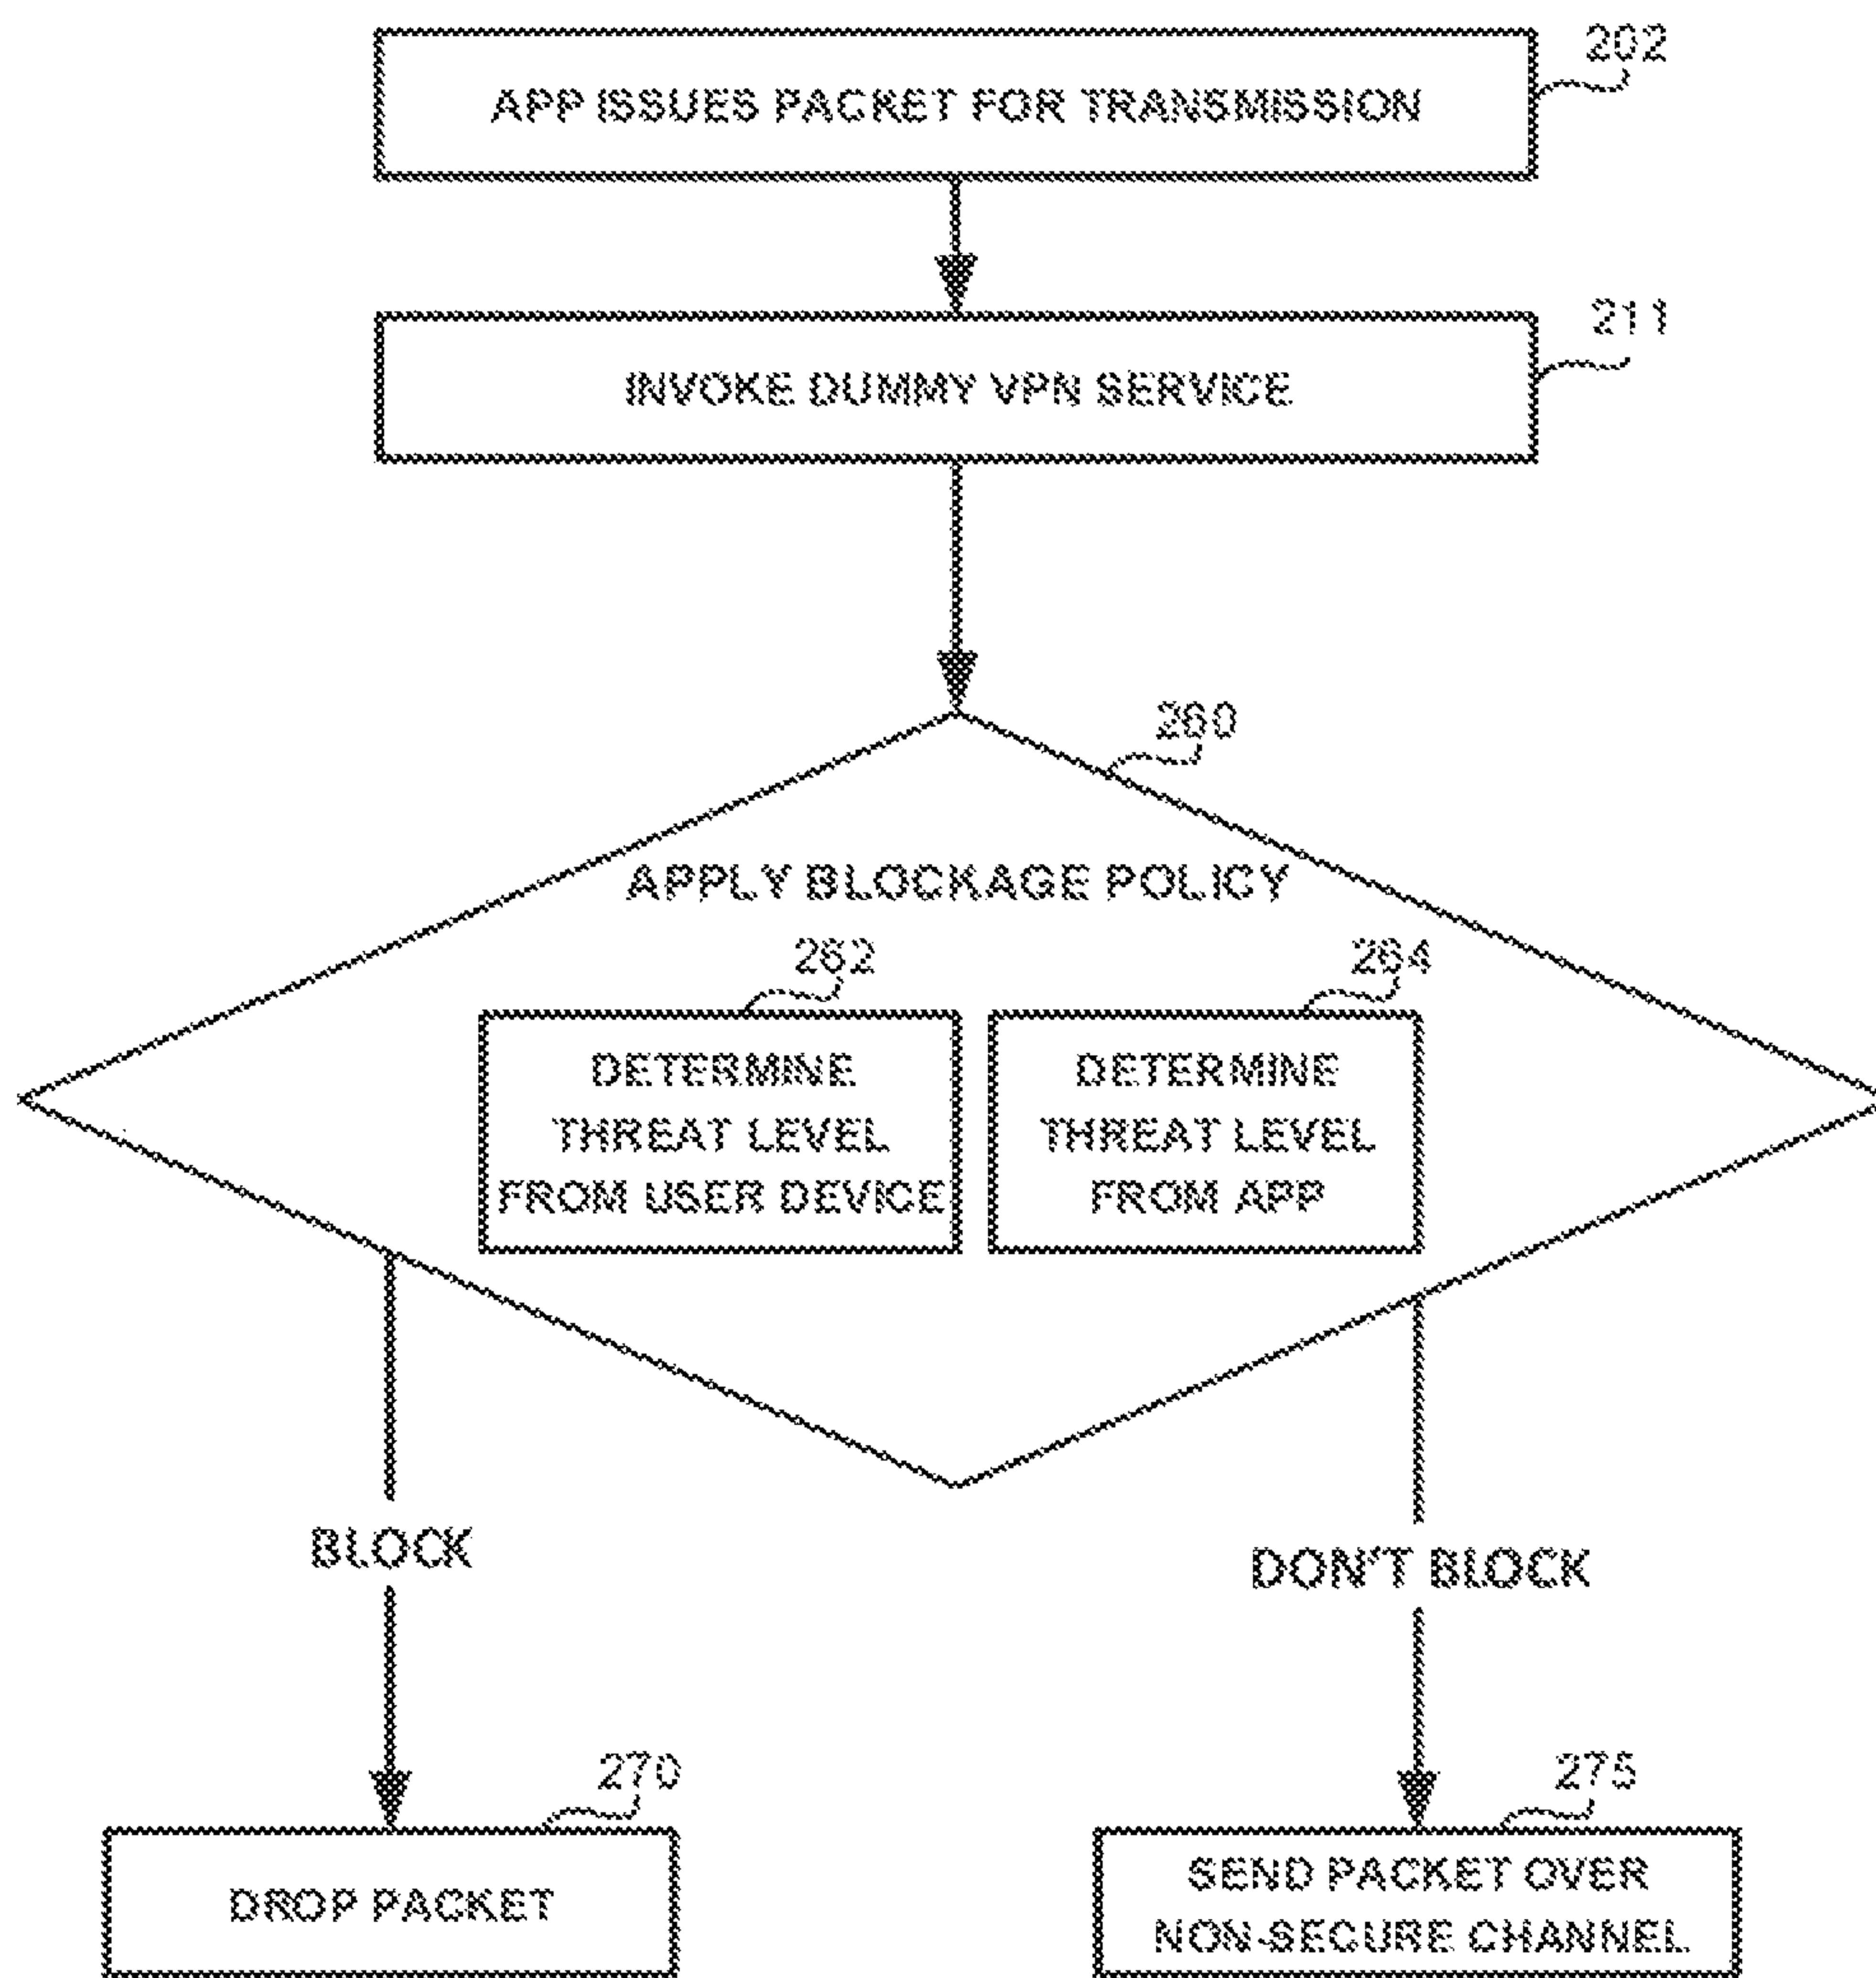 202
APP ISSUES PACKET FOR TRANSMISSION
211
INVOKE DUMMY VPN SERVICE
260
APPLY BLOCKAGE POLICY
262
264
DETERMINE
THREAT LEVEL
FROM USER DEVICE
DETERMINE
THREAT LEVEL
FROM APP
BLOCK
DON'T BLOCK
270
275
DROP PACKET
SEND PACKET OVER
NON-SECURE CHANNEL